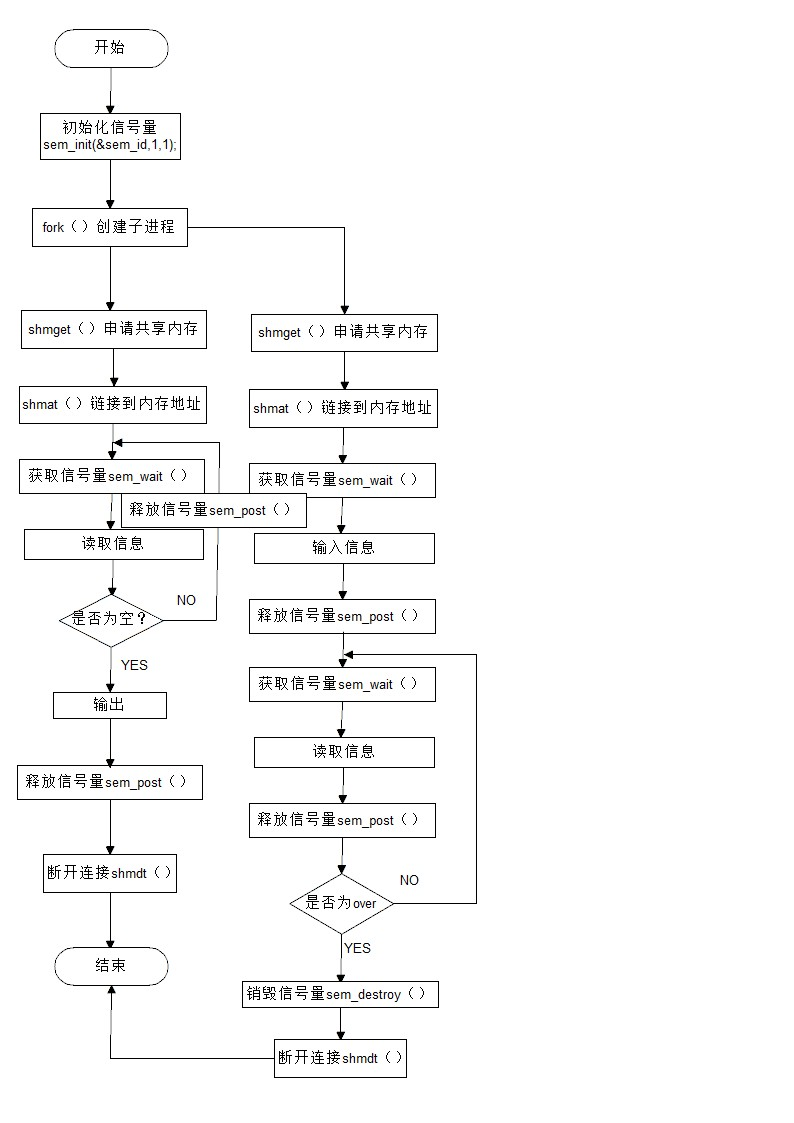 开始
初始化信号量
sem_init(&sem_id,1,1);
fork（）创建子进程
shmget（）申请共享内存
shmat（）链接到内存地址
获取信号量sem_wait（）
释放信号量sem_post（）
读取信息
是否为空？
NO
YES
输出
释放信号量sem_post（）
断开连接shmdt（）
结束
shmget（）申请共享内存
shmat（）链接到内存地址
获取信号量sem_wait（）
输入信息
释放信号量sem_post（）
获取信号量sem_wait（）
读取信息
释放信号量sem_post（）
是否为over
NO
YES
销毁信号量sem_destroy（）
断开连接shmdt（）